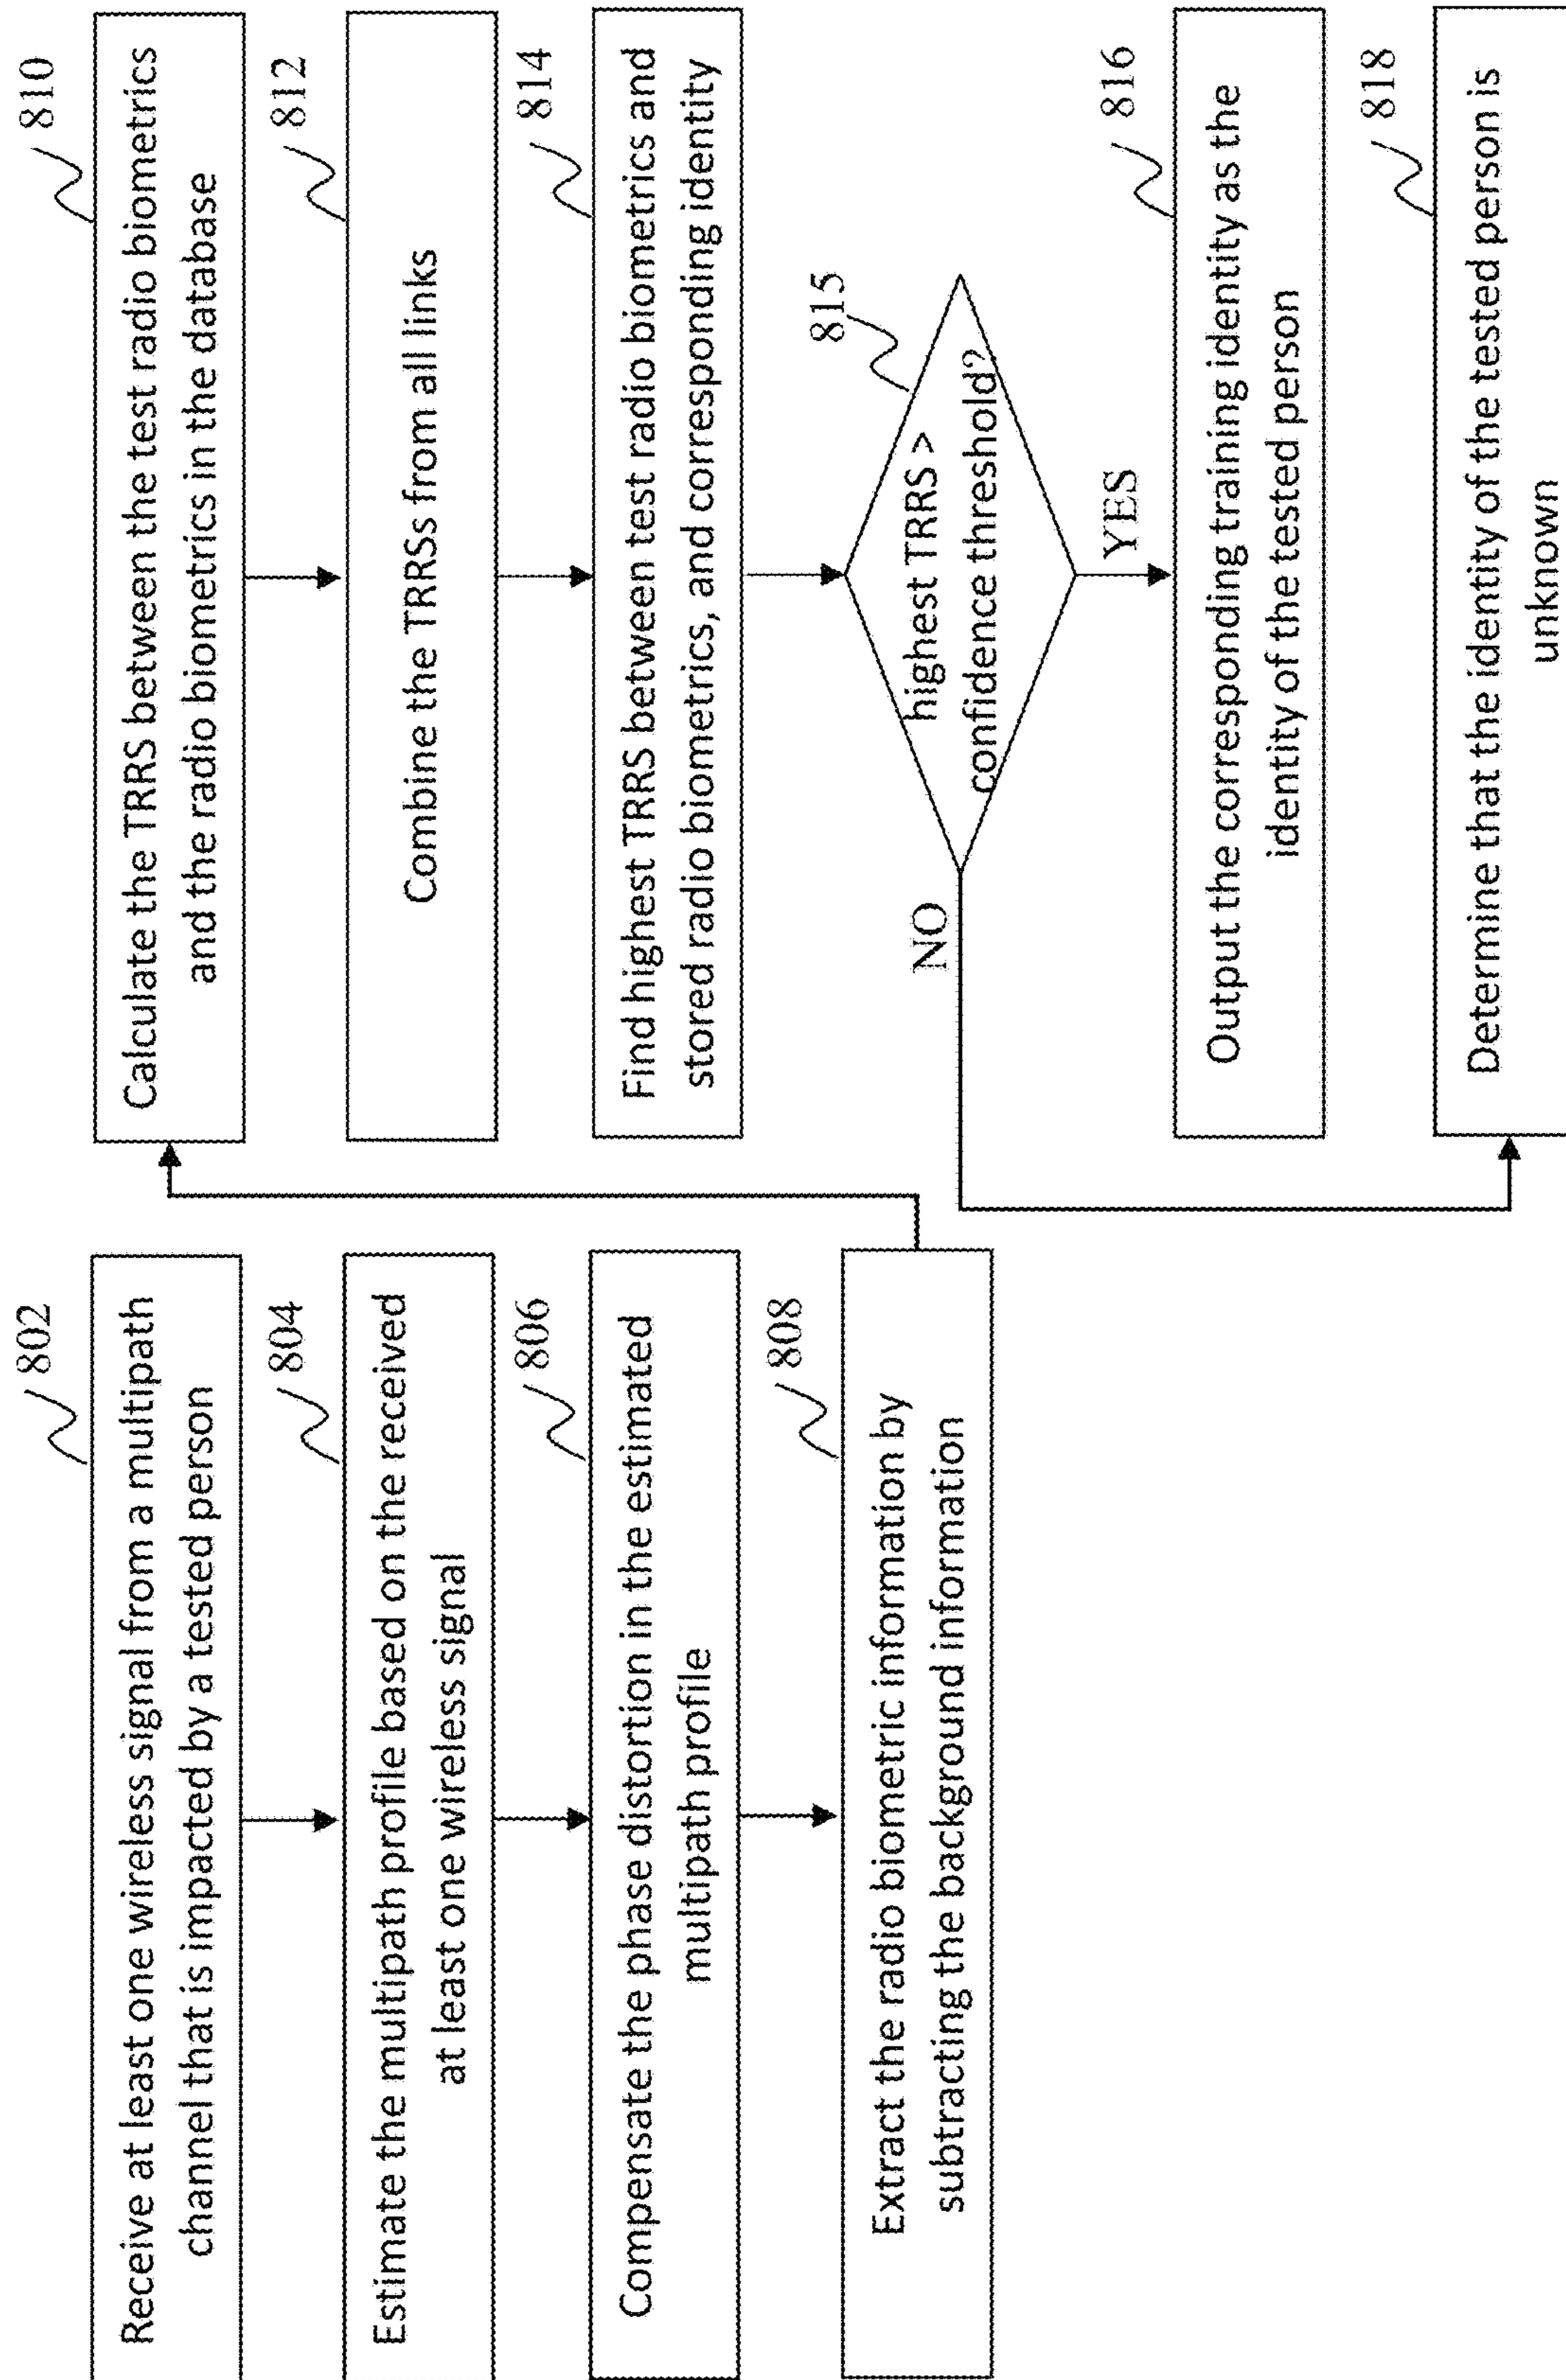 802
Receive at least one wireless signal from a multipath
channel that is impacted by a tested person
804
Estimate the multipath profile based on the received
at least one wireless signal
806
Compensate the phase distortion in the estimated
multipath profile
808
Extract the radio biometric information by
subtracting the background information
810
Calculate the TRRS between the test radio biometrics
and the radio biometrics in the database
812
Combine the TRRSs from all links
814
Find highest TRRS between test radio biometrics and
stored radio biometrics, and corresponding identity
815
highest TRRS >
confidence threshold?
NO
YES
816
Output the corresponding training identity as the
identity of the tested person
818
Determine that the identity of the tested person is
unknown